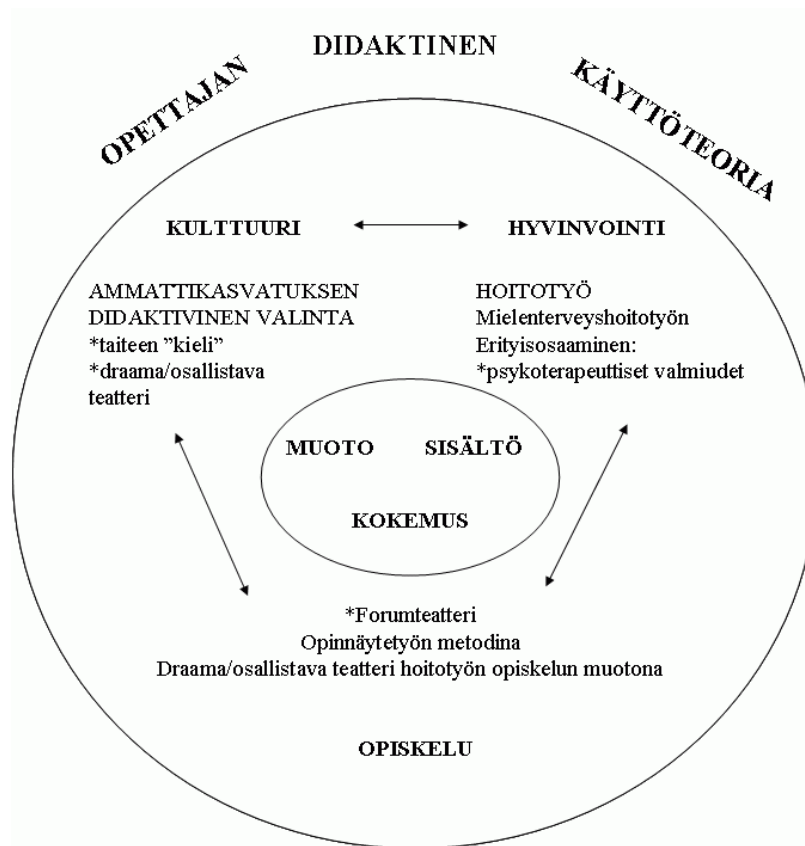 OPETTAJAN
DIDAKTINEN
KÄYTTÖTEORIA
KULTTUURI
HYVINVOINTI
AMMATTIKASVATUKSEN
DIDAKTIVINEN VALINTA
*taiteen ”kieli”
*draama/osallistava
teatteri
HOITOTYÖ
Mielenterveyshoitotyön
Erityisosaaminen:
*psykoterapeuttiset valmiudet
MUOTO SISÄLTÖ
KOKEMUS
*Forumteatteri
Opinnäytetyön metodina
Draama/osallistava teatteri hoitotyön opiskelun muotona
OPISKELU